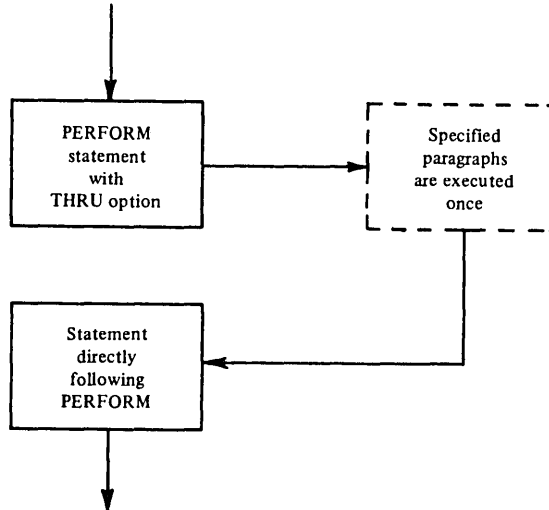 PERFORM
statement
with
THRU option
Specified
paragraphs
are executed
once
Statement
directly
following
PERFORM